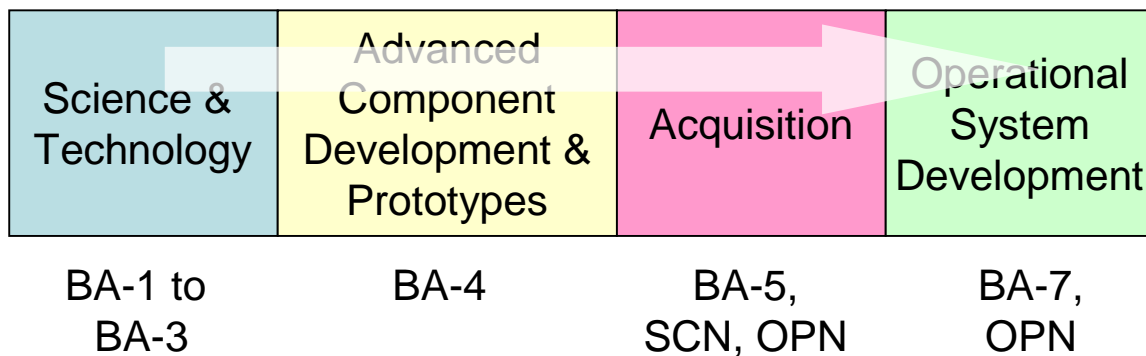 Science &
Technology
Advanced
Component
Development &
Prototypes
Acquisition
Operational
System
Development
BA-1 to
BA-3
BA-4
BA-5,
SCN, OPN
BA-7,
OPN